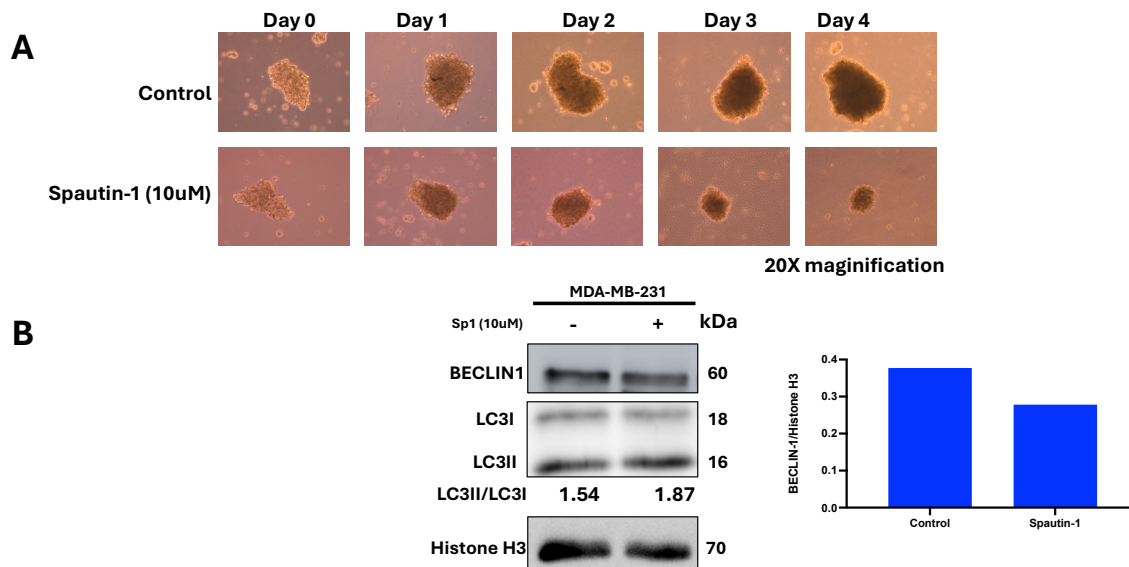 A
Day 0 Day 1 Day 2 Day 3 Day 4
Control
Spautin-1 (10uM)
20X maginification
B
MDA-MB-231
Sp1 (10uM) - + kDa
BECLIN1 60
LC3I 18
LC3II 16
LC3II/LC3I 1.54 1.87
Histone H3 70
BECLIN-1/Histone H3
0.4
0.3
0.2
0.1
0.0
Control Spautin-1